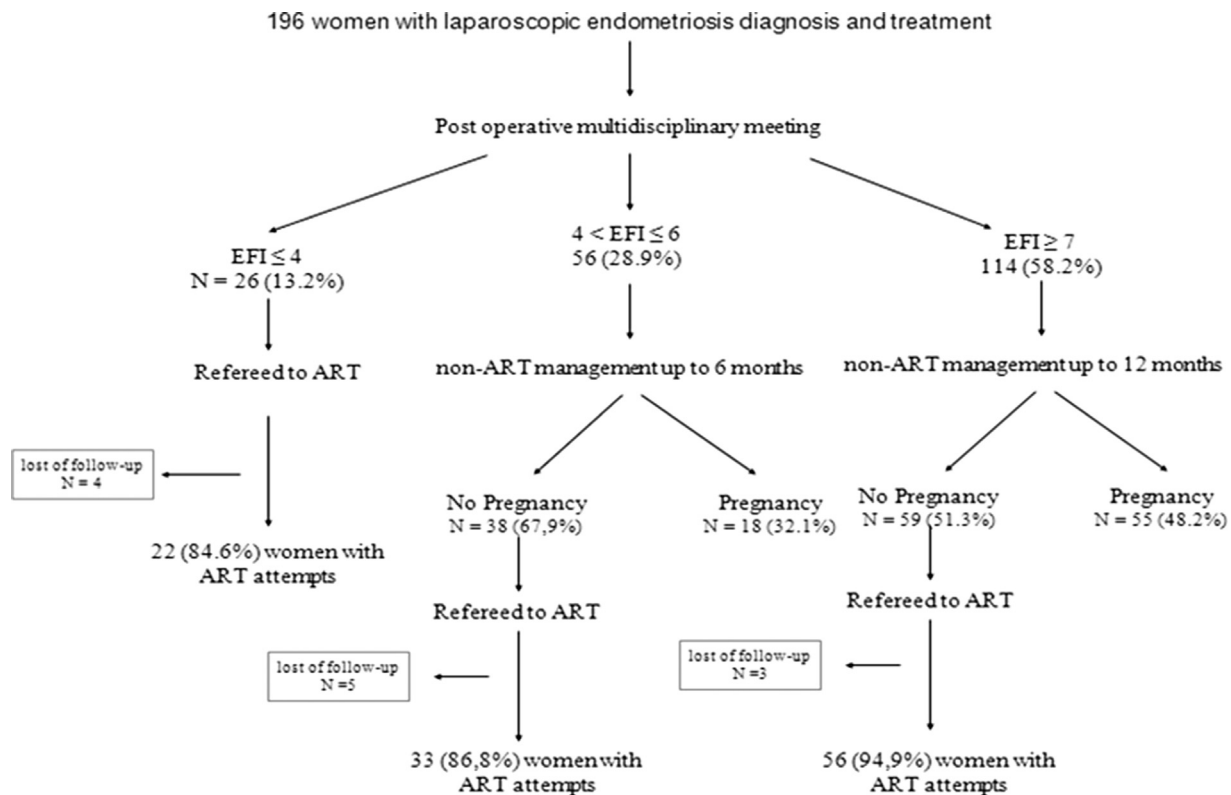 196 women with laparoscopic endometriosis diagnosis and treatment
Post operative multidisciplinary meeting
EFI ≤ 4
N = 26 (13.2%)
4 < EFI ≤ 6
56 (28.9%)
EFI ≥ 7
114 (58.2%)
Refereed to ART
non-ART management up to 6 months
non-ART management up to 12 months
lost of follow-up
N = 4
22 (84.6%) women with
ART attempts
No Pregnancy
N = 38 (67,9%)
Pregnancy
N = 18 (32.1%)
No Pregnancy
N = 59 (51.3%)
Pregnancy
N = 55 (48.2%)
Refereed to ART
Refereed to ART
lost of follow-up
N =5
lost of follow-up
N =3
33 (86,8%) women with
ART attempts
56 (94,9%) women with
ART attempts